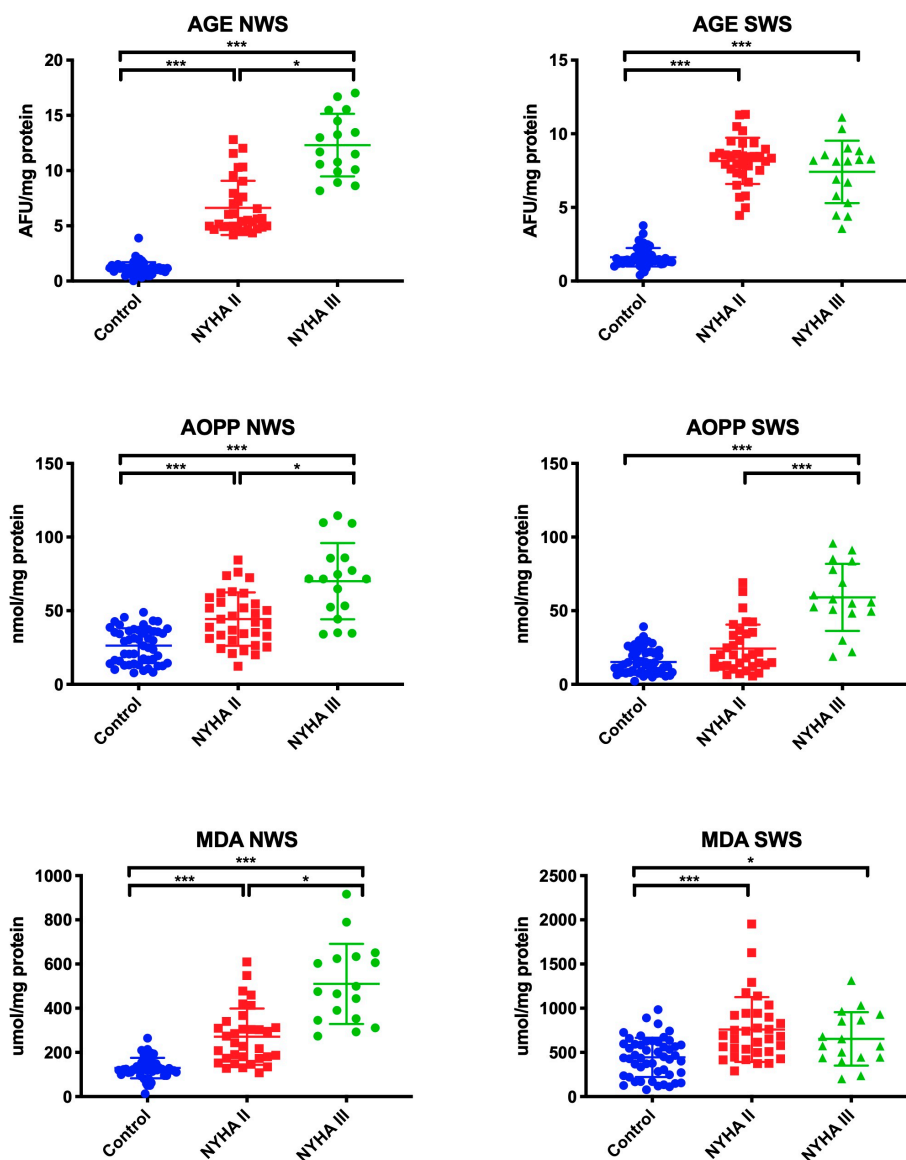 AGE NWS
***
*** *
20
15
10
5
0
AFU/mg protein
Control
NYHA II
NYHA III
AGE SWS
***
***
15
10
5
0
AFU/mg protein
Control
NYHA II
NYHA III
AOPP NWS
***
*** *
150
100
50
0
nmol/mg protein
Control
NYHA II
NYHA III
AOPP SWS
***
***
150
100
50
0
nmol/mg protein
Control
NYHA II
NYHA III
MDA NWS
***
*** *
1000
800
600
400
200
0
umol/mg protein
Control
NYHA II
NYHA III
MDA SWS
*
***
2500
2000
1500
1000
500
0
umol/mg protein
Control
NYHA II
NYHA III